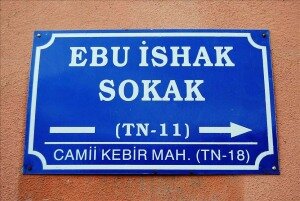 EBU İSHAK
SOKAK
(TN-11)
CAMİİ KEBİR MAH. (TN-18)